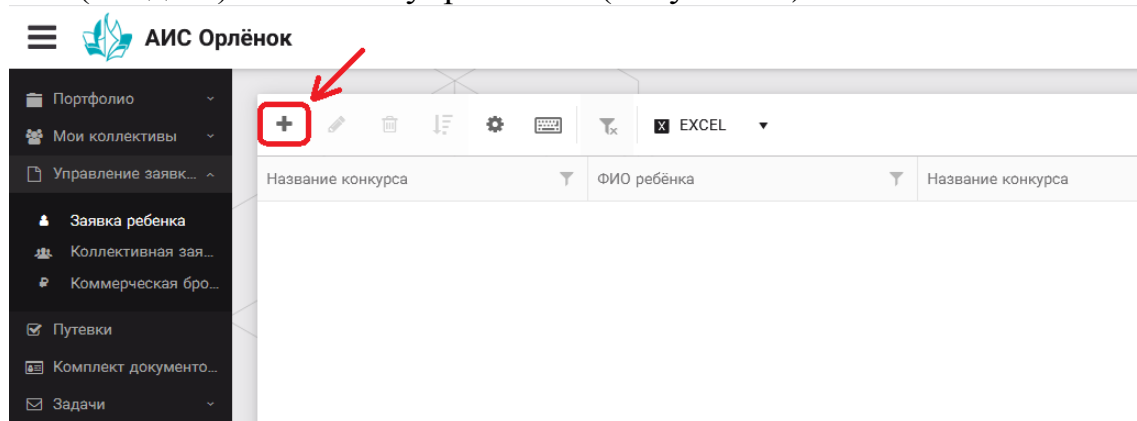 АИС Орлёнок
Портфолио
Мои коллективы
Управление заявк...
Заявка ребенка
Коллективная зая...
Коммерческая бро...
Путевки
Комплект документо...
Задачи
X EXCEL
Название конкурса ФИО ребёнка Название конкурса